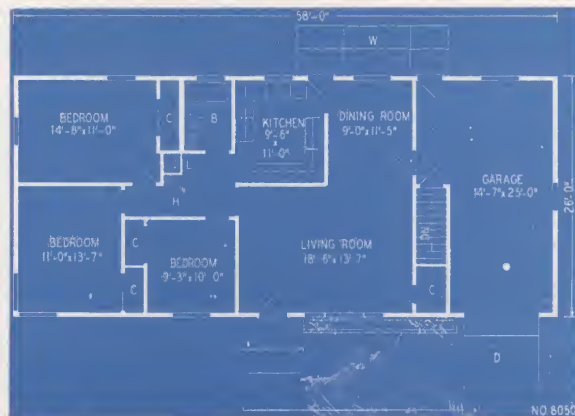 58'-0"
W
BEDROOM
14'-8"x11'-0"
C
B
KITCHEN
9'-6"
x
11'-0"
DINING ROOM
9'-0"x11'-5"
L
GARAGE
14'-7"x25'-0"
26'-0"
H
BEDROOM
11'-0"x13'-7"
C
BEDROOM
9'-3"x10'-0"
LIVING ROOM
18'-6"x13'-7"
DN
C
C
D